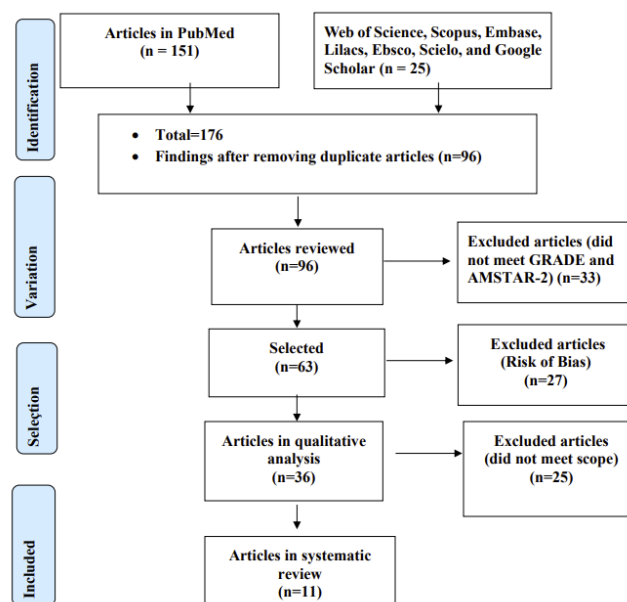 Identification
Articles in PubMed
(n = 151)
Web of Science, Scopus, Embase,
Lilacs, Ebsco, Scielo, and Google
Scholar (n = 25)
• Total=176
• Findings after removing duplicate articles (n=96)
Variation
Articles reviewed
(n=96)
Excluded articles (did
not meet GRADE and
AMSTAR-2) (n=33)
Selection
Selected
(n=63)
Excluded articles
(Risk of Bias)
(n=27)
Articles in qualitative
analysis
(n=36)
Excluded articles
(did not meet scope)
(n=25)
Included
Articles in systematic
review
(n=11)